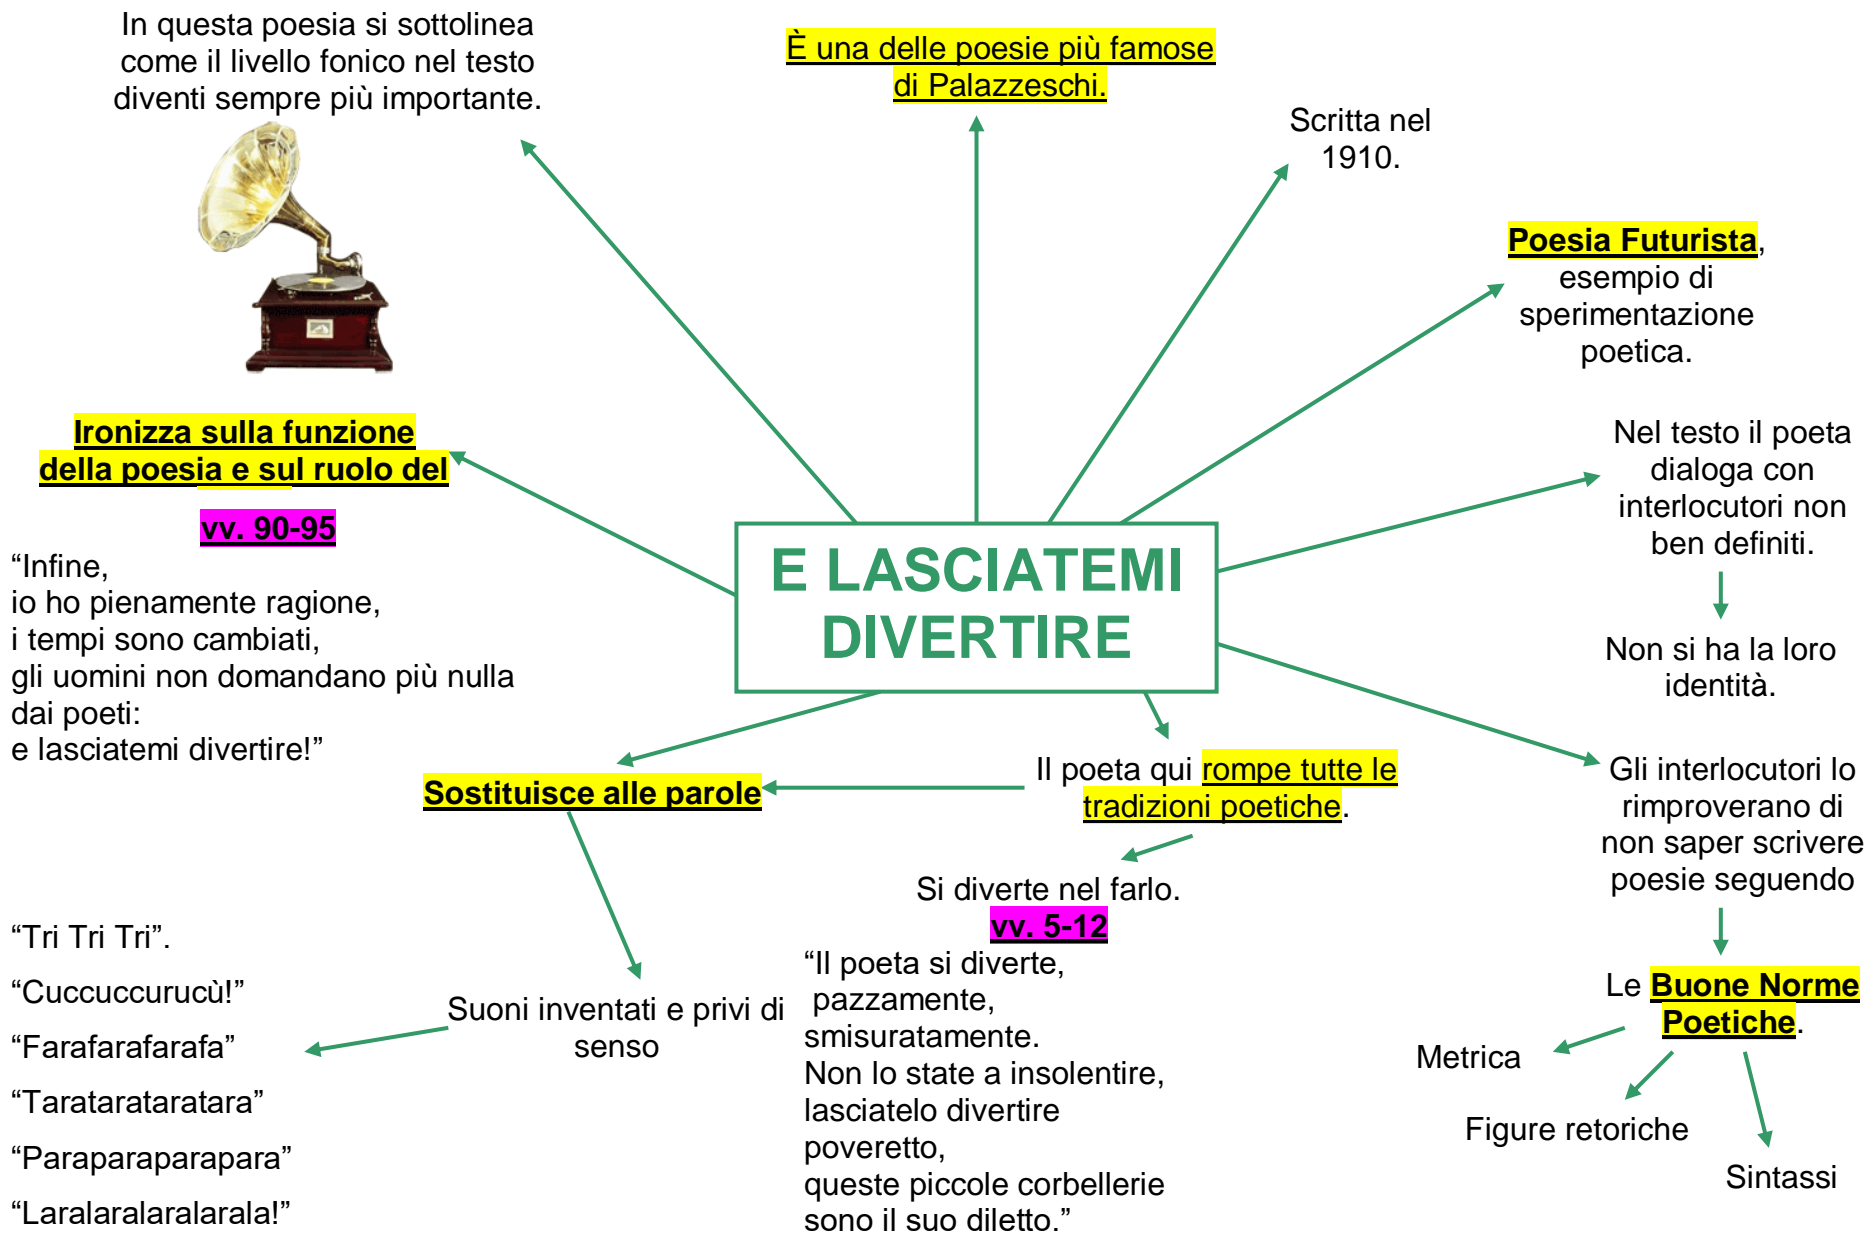 In questa poesia si sottolinea
come il livello fonico nel testo
diventi sempre più importante.
È una delle poesie più famose
di Palazzeschi.
Scritta nel
1910.
Poesia Futurista,
esempio di
sperimentazione
poetica.
Ironizza sulla funzione
della poesia e sul ruolo del
vv. 90-95
“Infine,
io ho pienamente ragione,
i tempi sono cambiati,
gli uomini non domandano più nulla
dai poeti:
e lasciatemi divertire!”
E LASCIATEMI
DIVERTIRE
Nel testo il poeta
dialoga con
interlocutori non
ben definiti.
Non si ha la loro
identità.
Sostituisce alle parole
Il poeta qui rompe tutte le
tradizioni poetiche.
Gli interlocutori lo
rimproverano di
non saper scrivere
poesie seguendo
Si diverte nel farlo.
vv. 5-12
“Il poeta si diverte,
pazzamente,
smisuratamente.
Non lo state a insolentire,
lasciatelo divertire
poveretto,
queste piccole corbellerie
sono il suo diletto.”
Suoni inventati e privi di
senso
“Tri Tri Tri”.
“Cuccuccurucù!”
“Farafarafarafa”
“Taratarataratara”
“Paraparaparapara”
“Laralaralaralarala!”
Le Buone Norme
Poetiche.
Metrica
Figure retoriche
Sintassi